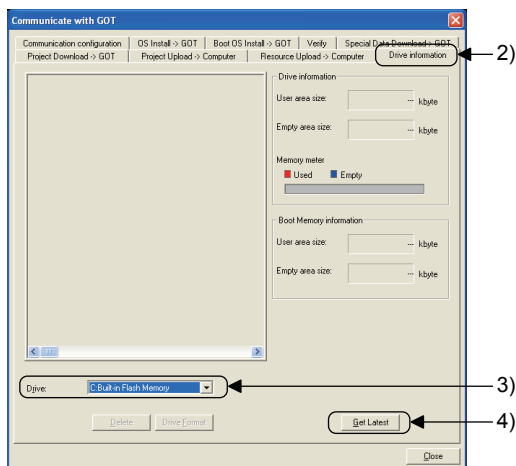 Communicate with GOT
Communication configuration OS Install -> GOT Boot OS Install -> GOT Verify Special Data Download -> GOT
Project Download -> GOT Project Upload -> Computer Resource Upload -> Computer Drive information
2)
Drive information
User area size: --- kbyte
Empty area size: --- kbyte
Memory meter
Used Empty
Boot Memory information
User area size: --- kbyte
Empty area size: --- kbyte
Drive: C:Built-in Flash Memory
3)
Delete Drive Format Get Latest
4)
Close